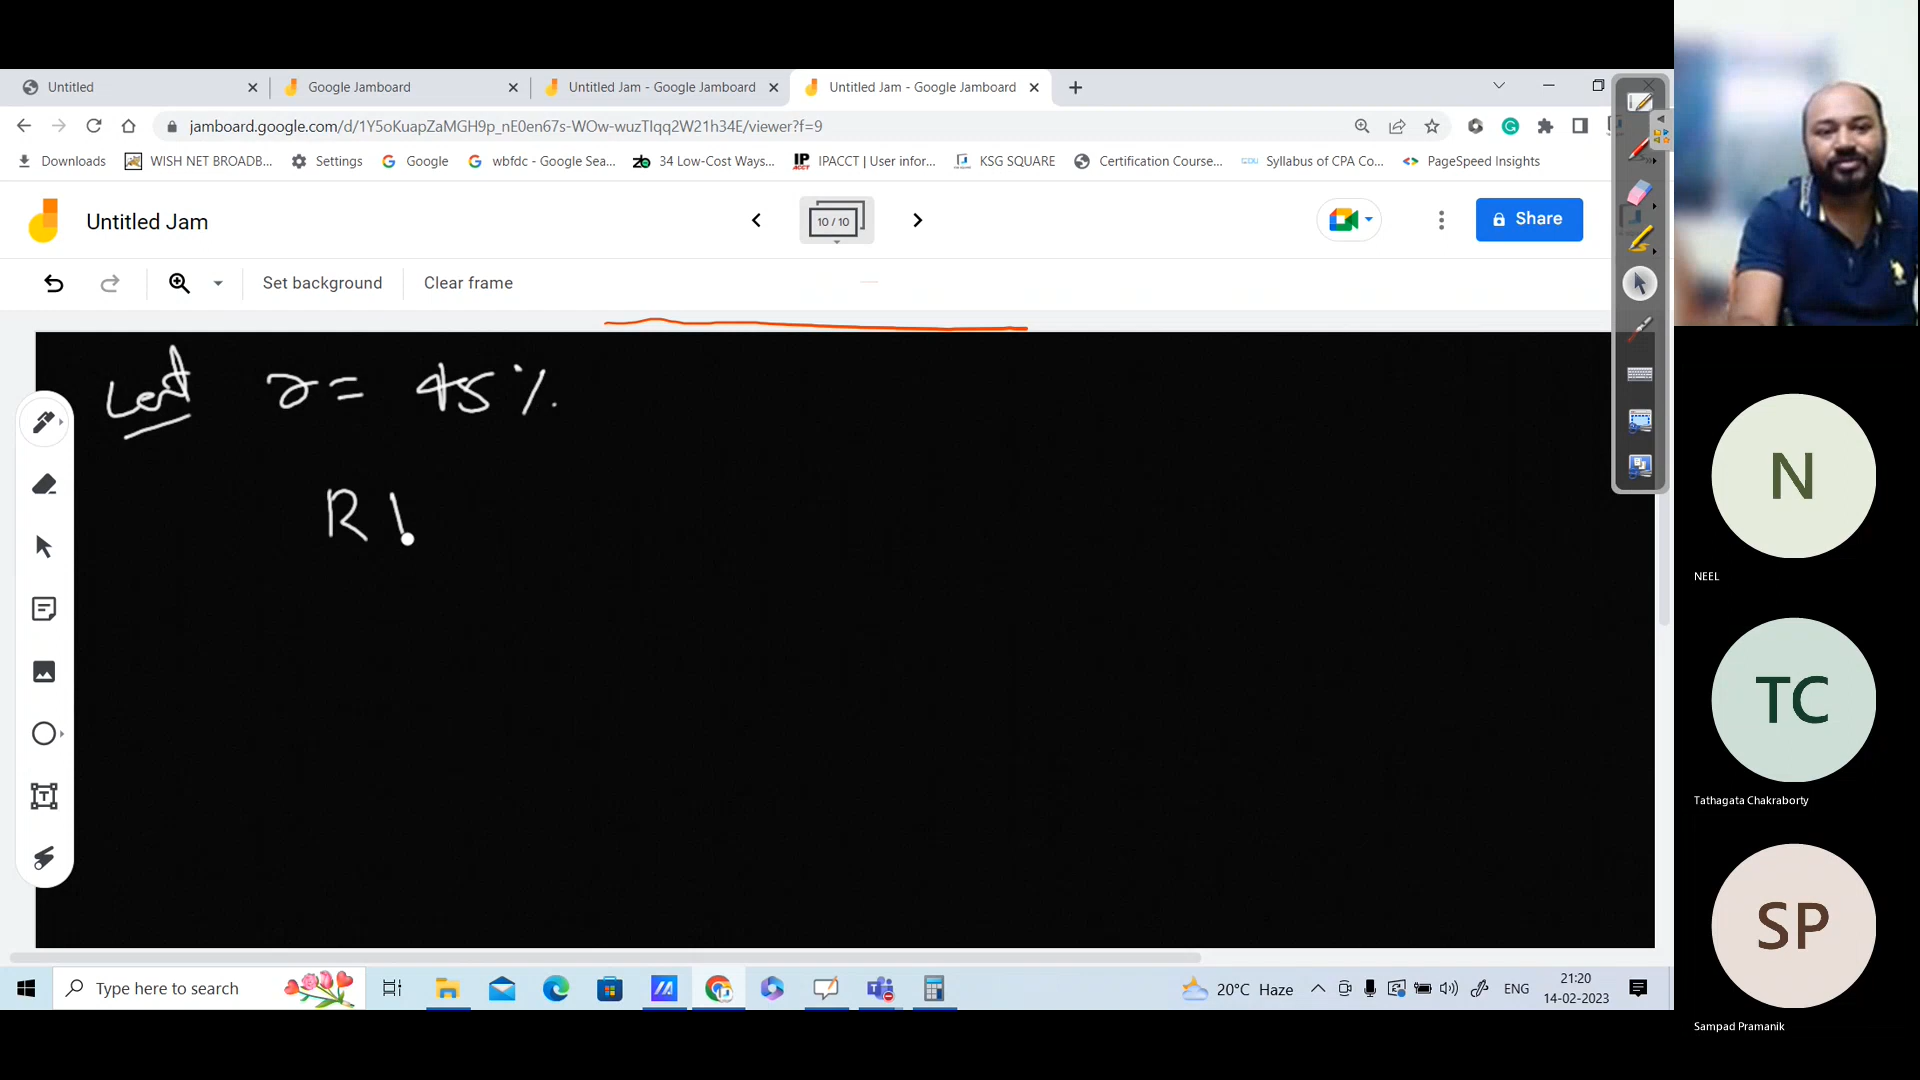 Untitled
Google Jamboard
Untitled Jam - Google Jamboard
Untitled Jam - Google Jamboard
jamboard.google.com/d/1Y5oKuapZaMGH9p_nE0en67s-WOw-wuzTlqq2W21h34E/viewer?f=9
Downloads
WISH NET BROADB...
Settings
Google
wbfdc - Google Sea...
34 Low-Cost Ways...
IPACCT | User infor...
KSG SQUARE
Certification Course...
Syllabus of CPA Co...
PageSpeed Insights
Untitled Jam
10 / 10
Share
Set background
Clear frame
Let r = 45%.
R
N
NEEL
TC
Tathagata Chakraborty
SP
Sampad Pramanik
Type here to search
20°C Haze
ENG
21:20
14-02-2023